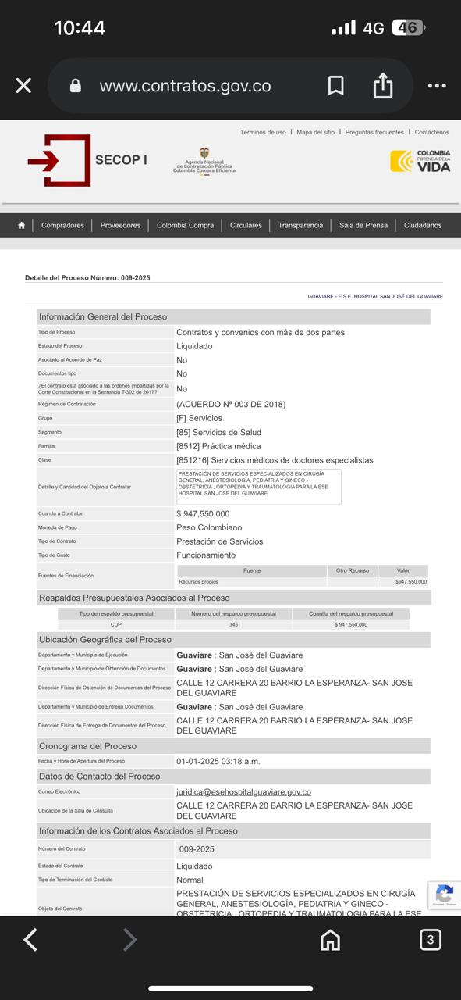 10:44
4G 46
www.contratos.gov.co
Términos de uso | Mapa del sitio | Preguntas frecuentes | Contáctenos
SECOP I
Agencia Nacional
de Contratación Pública
Colombia Compra Eficiente
COLOMBIA
POTENCIA DE LA
VIDA
Compradores | Proveedores | Colombia Compra | Circulares | Transparencia | Sala de Prensa | Ciudadanos
Detalle del Proceso Número: 009-2025
GUAVIARE - E.S.E. HOSPITAL SAN JOSÉ DEL GUAVIARE
Información General del Proceso
Tipo de Proceso Contratos y convenios con más de dos partes
Estado del Proceso Liquidado
Asociado al Acuerdo de Paz No
Documentos tipo No
¿El contrato está asociado a las órdenes impartidas por la
Corte Constitucional en la Sentencia T-302 de 2017? No
Régimen de Contratación (ACUERDO Nª 003 DE 2018)
Grupo [F] Servicios
Segmento [85] Servicios de Salud
Familia [8512] Práctica médica
Clase [851216] Servicios médicos de doctores especialistas
Detalle y Cantidad del Objeto a Contratar
PRESTACIÓN DE SERVICIOS ESPECIALIZADOS EN CIRUGÍA
GENERAL, ANESTESIOLOGÍA, PEDIATRIA Y GINECO -
OBSTETRICIA , ORTOPEDIA Y TRAUMATOLOGIA PARA LA ESE
HOSPITAL SAN JOSÉ DEL GUAVIARE
Cuantía a Contratar $ 947,550,000
Moneda de Pago Peso Colombiano
Tipo de Contrato Prestación de Servicios
Tipo de Gasto Funcionamiento
Fuentes de Financiación
Fuente Otro Recurso Valor
Recursos propios $947,550,000
Respaldos Presupuestales Asociados al Proceso
Tipo de respaldo presupuestal Número del respaldo presupuestal Cuantía del respaldo presupuestal
CDP 345 $ 947,550,000
Ubicación Geográfica del Proceso
Departamento y Municipio de Ejecución Guaviare : San José del Guaviare
Departamento y Municipio de Obtención de Documentos Guaviare : San José del Guaviare
Dirección Física de Obtención de Documentos del Proceso CALLE 12 CARRERA 20 BARRIO LA ESPERANZA- SAN JOSE
DEL GUAVIARE
Departamento y Municipio de Entrega Documentos Guaviare : San José del Guaviare
Dirección Física de Entrega de Documentos del Proceso CALLE 12 CARRERA 20 BARRIO LA ESPERANZA- SAN JOSE
DEL GUAVIARE
Cronograma del Proceso
Fecha y Hora de Apertura del Proceso 01-01-2025 03:18 a.m.
Datos de Contacto del Proceso
Correo Electrónico juridica@esehospitalguaviare.gov.co
Ubicación de la Sala de Consulta CALLE 12 CARRERA 20 BARRIO LA ESPERANZA- SAN JOSE
DEL GUAVIARE
Información de los Contratos Asociados al Proceso
Número del Contrato 009-2025
Estado del Contrato Liquidado
Tipo de Terminación del Contrato Normal
Objeto del Contrato
PRESTACIÓN DE SERVICIOS ESPECIALIZADOS EN CIRUGÍA
GENERAL, ANESTESIOLOGÍA, PEDIATRIA Y GINECO -
OBSTETRICIA , ORTOPEDIA Y TRAUMATOLOGIA PARA LA ESE
3